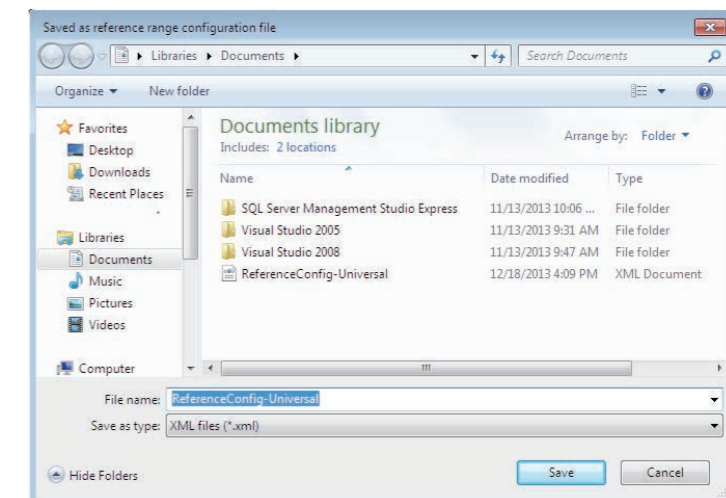 Saved as reference range configuration file
Libraries Documents
Search Documents
Organize New folder
Favorites
Desktop
Downloads
Recent Places
Libraries
Documents
Music
Pictures
Videos
Computer
Documents library
Includes: 2 locations
Arrange by: Folder
Name Date modified Type
SQL Server Management Studio Express 11/13/2013 10:06 ... File folder
Visual Studio 2005 11/13/2013 9:31 AM File folder
Visual Studio 2008 11/13/2013 9:47 AM File folder
ReferenceConfig-Universal 12/18/2013 4:09 PM XML Document
File name: ReferenceConfig-Universal
Save as type: XML files (*.xml)
Hide Folders
Save Cancel